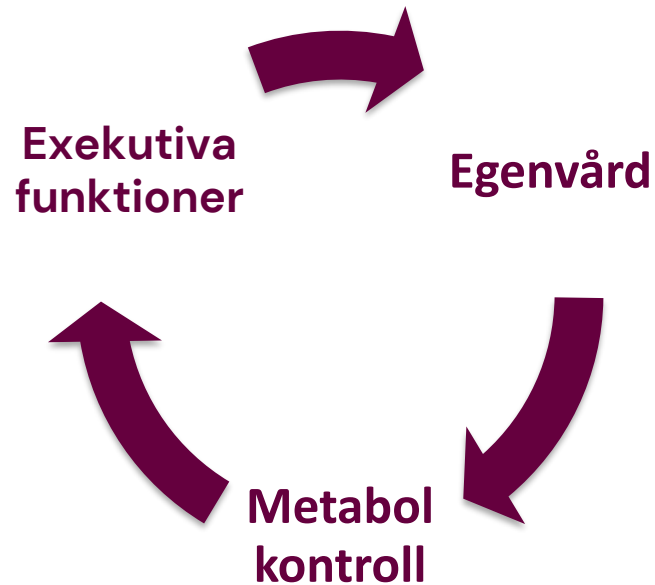 Exekutiva
funktioner
Egenvård
Metabol
kontroll